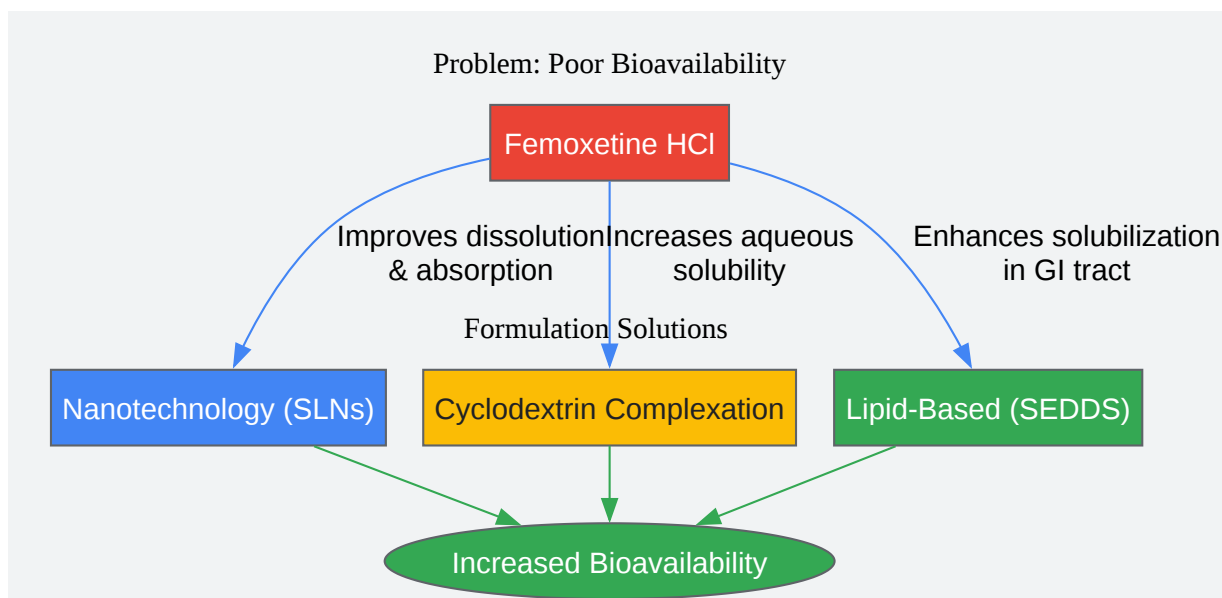 Problem: Poor Bioavailability
Femoxetine HCl
Improves dissolution
& absorption
Increases aqueous
solubility
Enhances solubilization
in GI tract
Formulation Solutions
Nanotechnology (SLNs)
Cyclodextrin Complexation
Lipid-Based (SEDDS)
Increased Bioavailability